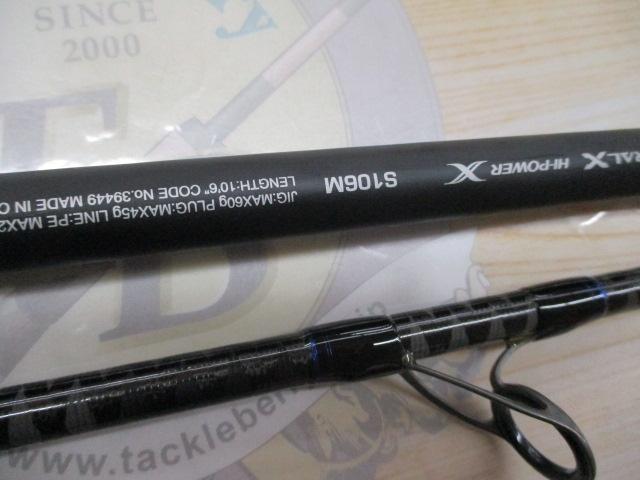 SINCE
2000
RAL X HI-POWER X S106M
JIG:MAX60g PLUG:MAX45g LINE:PE MAX2
LENGTH:10'6" CODE No.39449 MADE IN C
TB
www.tackleber